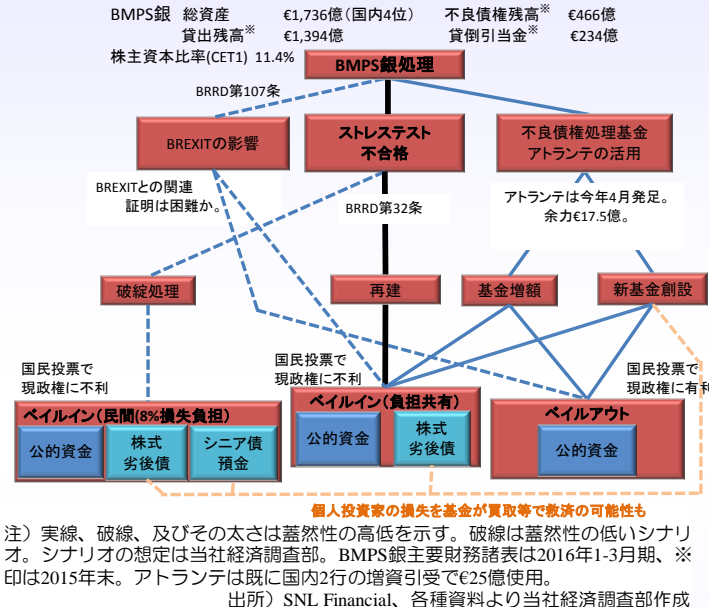 BMPS銀 総資産 €1,736億(国内4位) 不良債権残高※ €466億
貸出残高※ €1,394億 貸倒引当金※ €234億
株主資本比率(CET1) 11.4%
BMPS銀処理
BRRD第107条
BREXITの影響
ストレステスト
不合格
不良債権処理基金
アトランテの活用
BREXITとの関連
証明は困難か。
BRRD第32条
アトランテは今年4月発足。
余力€17.5億。
破綻処理
再建
基金増額
新基金創設
国民投票で
現政権に不利
国民投票で
現政権に不利
国民投票で
現政権に有利
ベイルイン(民間(8%損失負担)
公的資金
株式
劣後債
シニア債
預金
ベイルイン(負担共有)
公的資金
株式
劣後債
ベイルアウト
公的資金
個人投資家の損失を基金が買取等で救済の可能性も
注)実線、破線、及びその太さは蓋然性の高低を示す。破線は蓋然性の低いシナリ
オ。シナリオの想定は当社経済調査部。BMPS銀主要財務諸表は2016年1-3月期、※
印は2015年末。アトランテは既に国内2行の増資引受で€25億使用。
出所)SNL Financial、各種資料より当社経済調査部作成